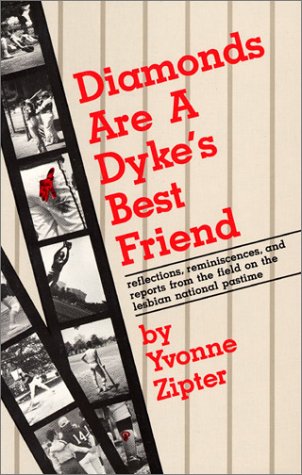 Diamonds
Are A
Dyke's
Best
Friend
reflections, reminiscences, and
reports from the field on the
lesbian national pastime
by
Yvonne
Zipter